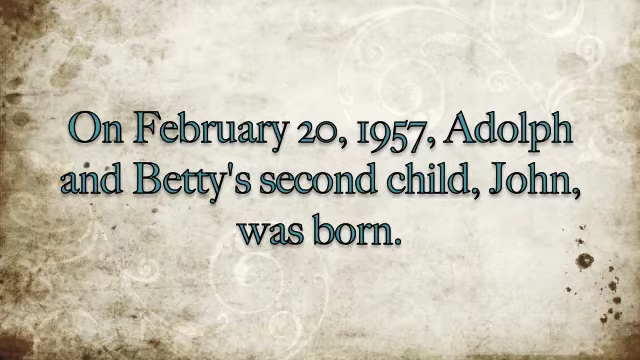 On February 20, 1957, Adolph
and Betty's second child, John,
was born.